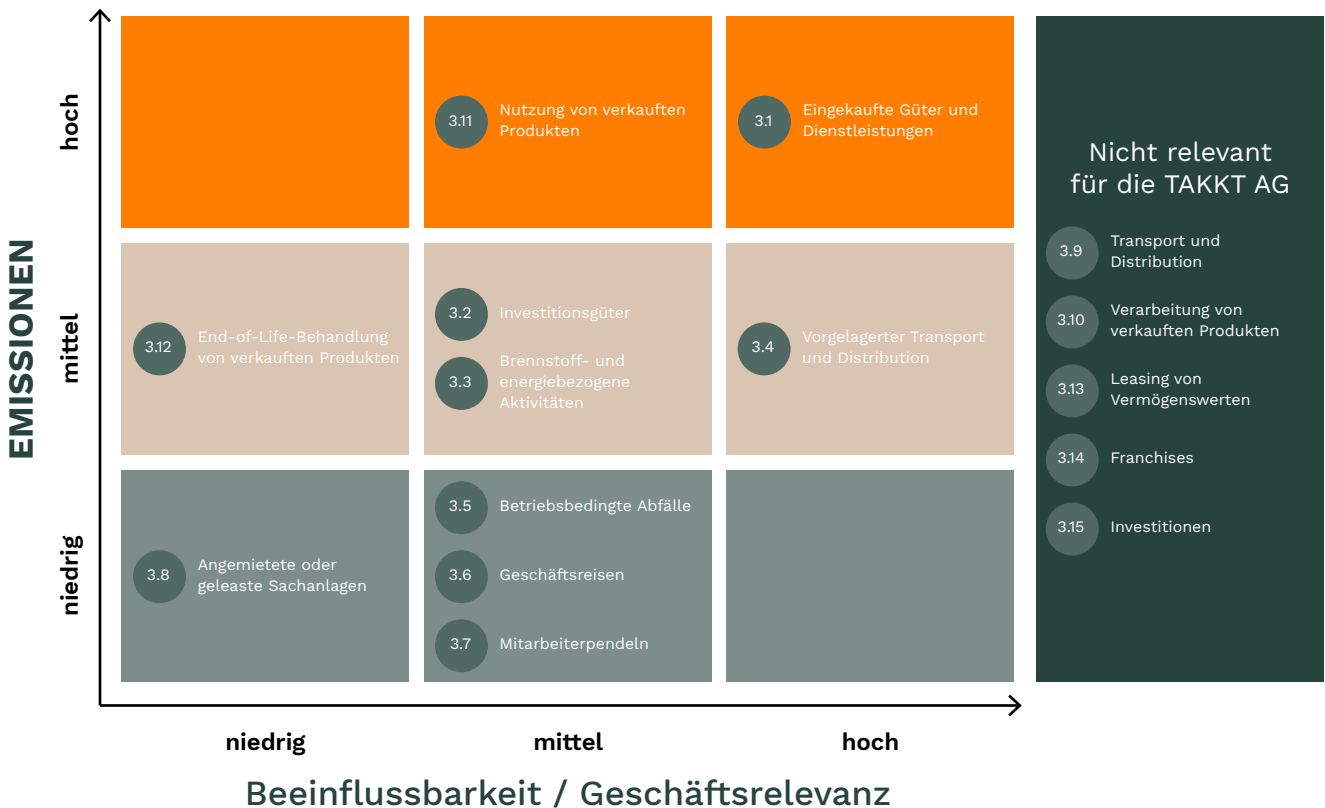 EMISSIONEN
hoch
3.11
Nutzung von verkauften
Produkten
3.1
Eingekaufte Güter und
Dienstleistungen
mittel
3.12
End-of-Life-Behandlung
von verkauften Produkten
3.2
Investitionsgüter
3.3
Brennstoff- und
energiebezogene
Aktivitäten
3.4
Vorgelagerter Transport
und Distribution
niedrig
3.8
Angemietete oder
geleaste Sachanlagen
3.5
Betriebsbedingte Abfälle
3.6
Geschäftsreisen
3.7
Mitarbeiterpendeln
niedrig
mittel
hoch
Beeinflussbarkeit / Geschäftsrelevanz
Nicht relevant
für die TAKKT AG
3.9
Transport und
Distribution
3.10
Verarbeitung von
verkauften Produkten
3.13
Leasing von
Vermögenswerten
3.14
Franchises
3.15
Investitionen